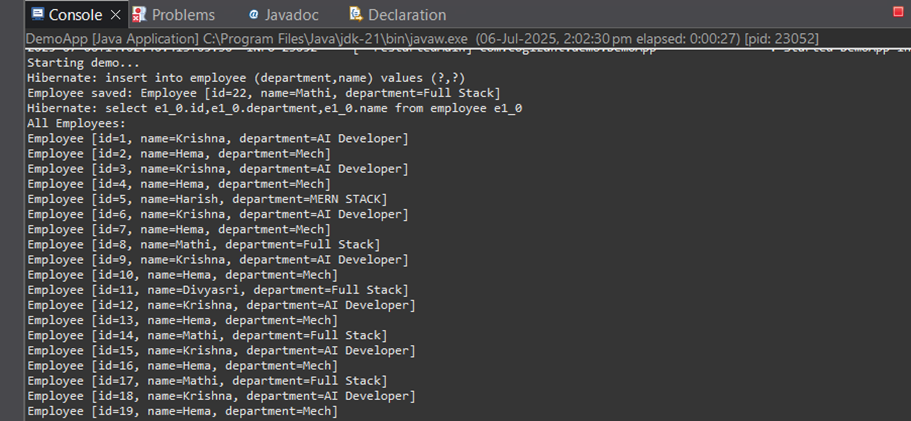 Console Problems Javadoc Declaration
DemoApp [Java Application] C:\Program Files\Java\jdk-21\bin\javaw.exe (06-Jul-2025, 2:02:30 pm elapsed: 0:00:27) [pid: 23052]
Starting demo...
Hibernate: insert into employee (department,name) values (?,?)
Employee saved: Employee [id=22, name=Mathi, department=Full Stack]
Hibernate: select e1_0.id,e1_0.department,e1_0.name from employee e1_0
All Employees:
Employee [id=1, name=Krishna, department=AI Developer]
Employee [id=2, name=Hema, department=Mech]
Employee [id=3, name=Krishna, department=AI Developer]
Employee [id=4, name=Hema, department=Mech]
Employee [id=5, name=Harish, department=MERN STACK]
Employee [id=6, name=Krishna, department=AI Developer]
Employee [id=7, name=Hema, department=Mech]
Employee [id=8, name=Mathi, department=Full Stack]
Employee [id=9, name=Krishna, department=AI Developer]
Employee [id=10, name=Hema, department=Mech]
Employee [id=11, name=Divyasri, department=Full Stack]
Employee [id=12, name=Krishna, department=AI Developer]
Employee [id=13, name=Hema, department=Mech]
Employee [id=14, name=Mathi, department=Full Stack]
Employee [id=15, name=Krishna, department=AI Developer]
Employee [id=16, name=Hema, department=Mech]
Employee [id=17, name=Mathi, department=Full Stack]
Employee [id=18, name=Krishna, department=AI Developer]
Employee [id=19, name=Hema, department=Mech]